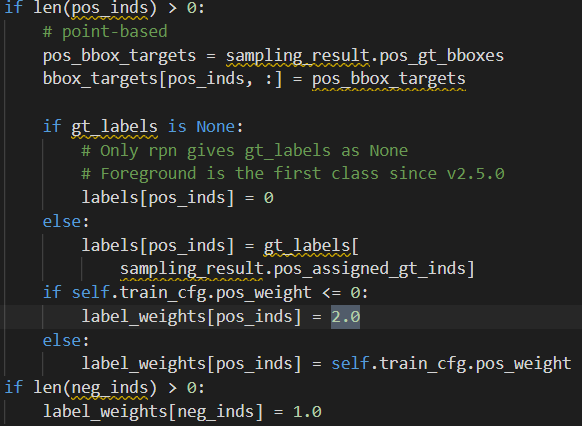 if len(pos_inds) > 0:
    # point-based
    pos_bbox_targets = sampling_result.pos_gt_bboxes
    bbox_targets[pos_inds, :] = pos_bbox_targets

    if gt_labels is None:
        # Only rpn gives gt_labels as None
        # Foreground is the first class since v2.5.0
        labels[pos_inds] = 0
    else:
        labels[pos_inds] = gt_labels[
            sampling_result.pos_assigned_gt_inds]
    if self.train_cfg.pos_weight <= 0:
        label_weights[pos_inds] = 2.0
    else:
        label_weights[pos_inds] = self.train_cfg.pos_weight
if len(neg_inds) > 0:
    label_weights[neg_inds] = 1.0